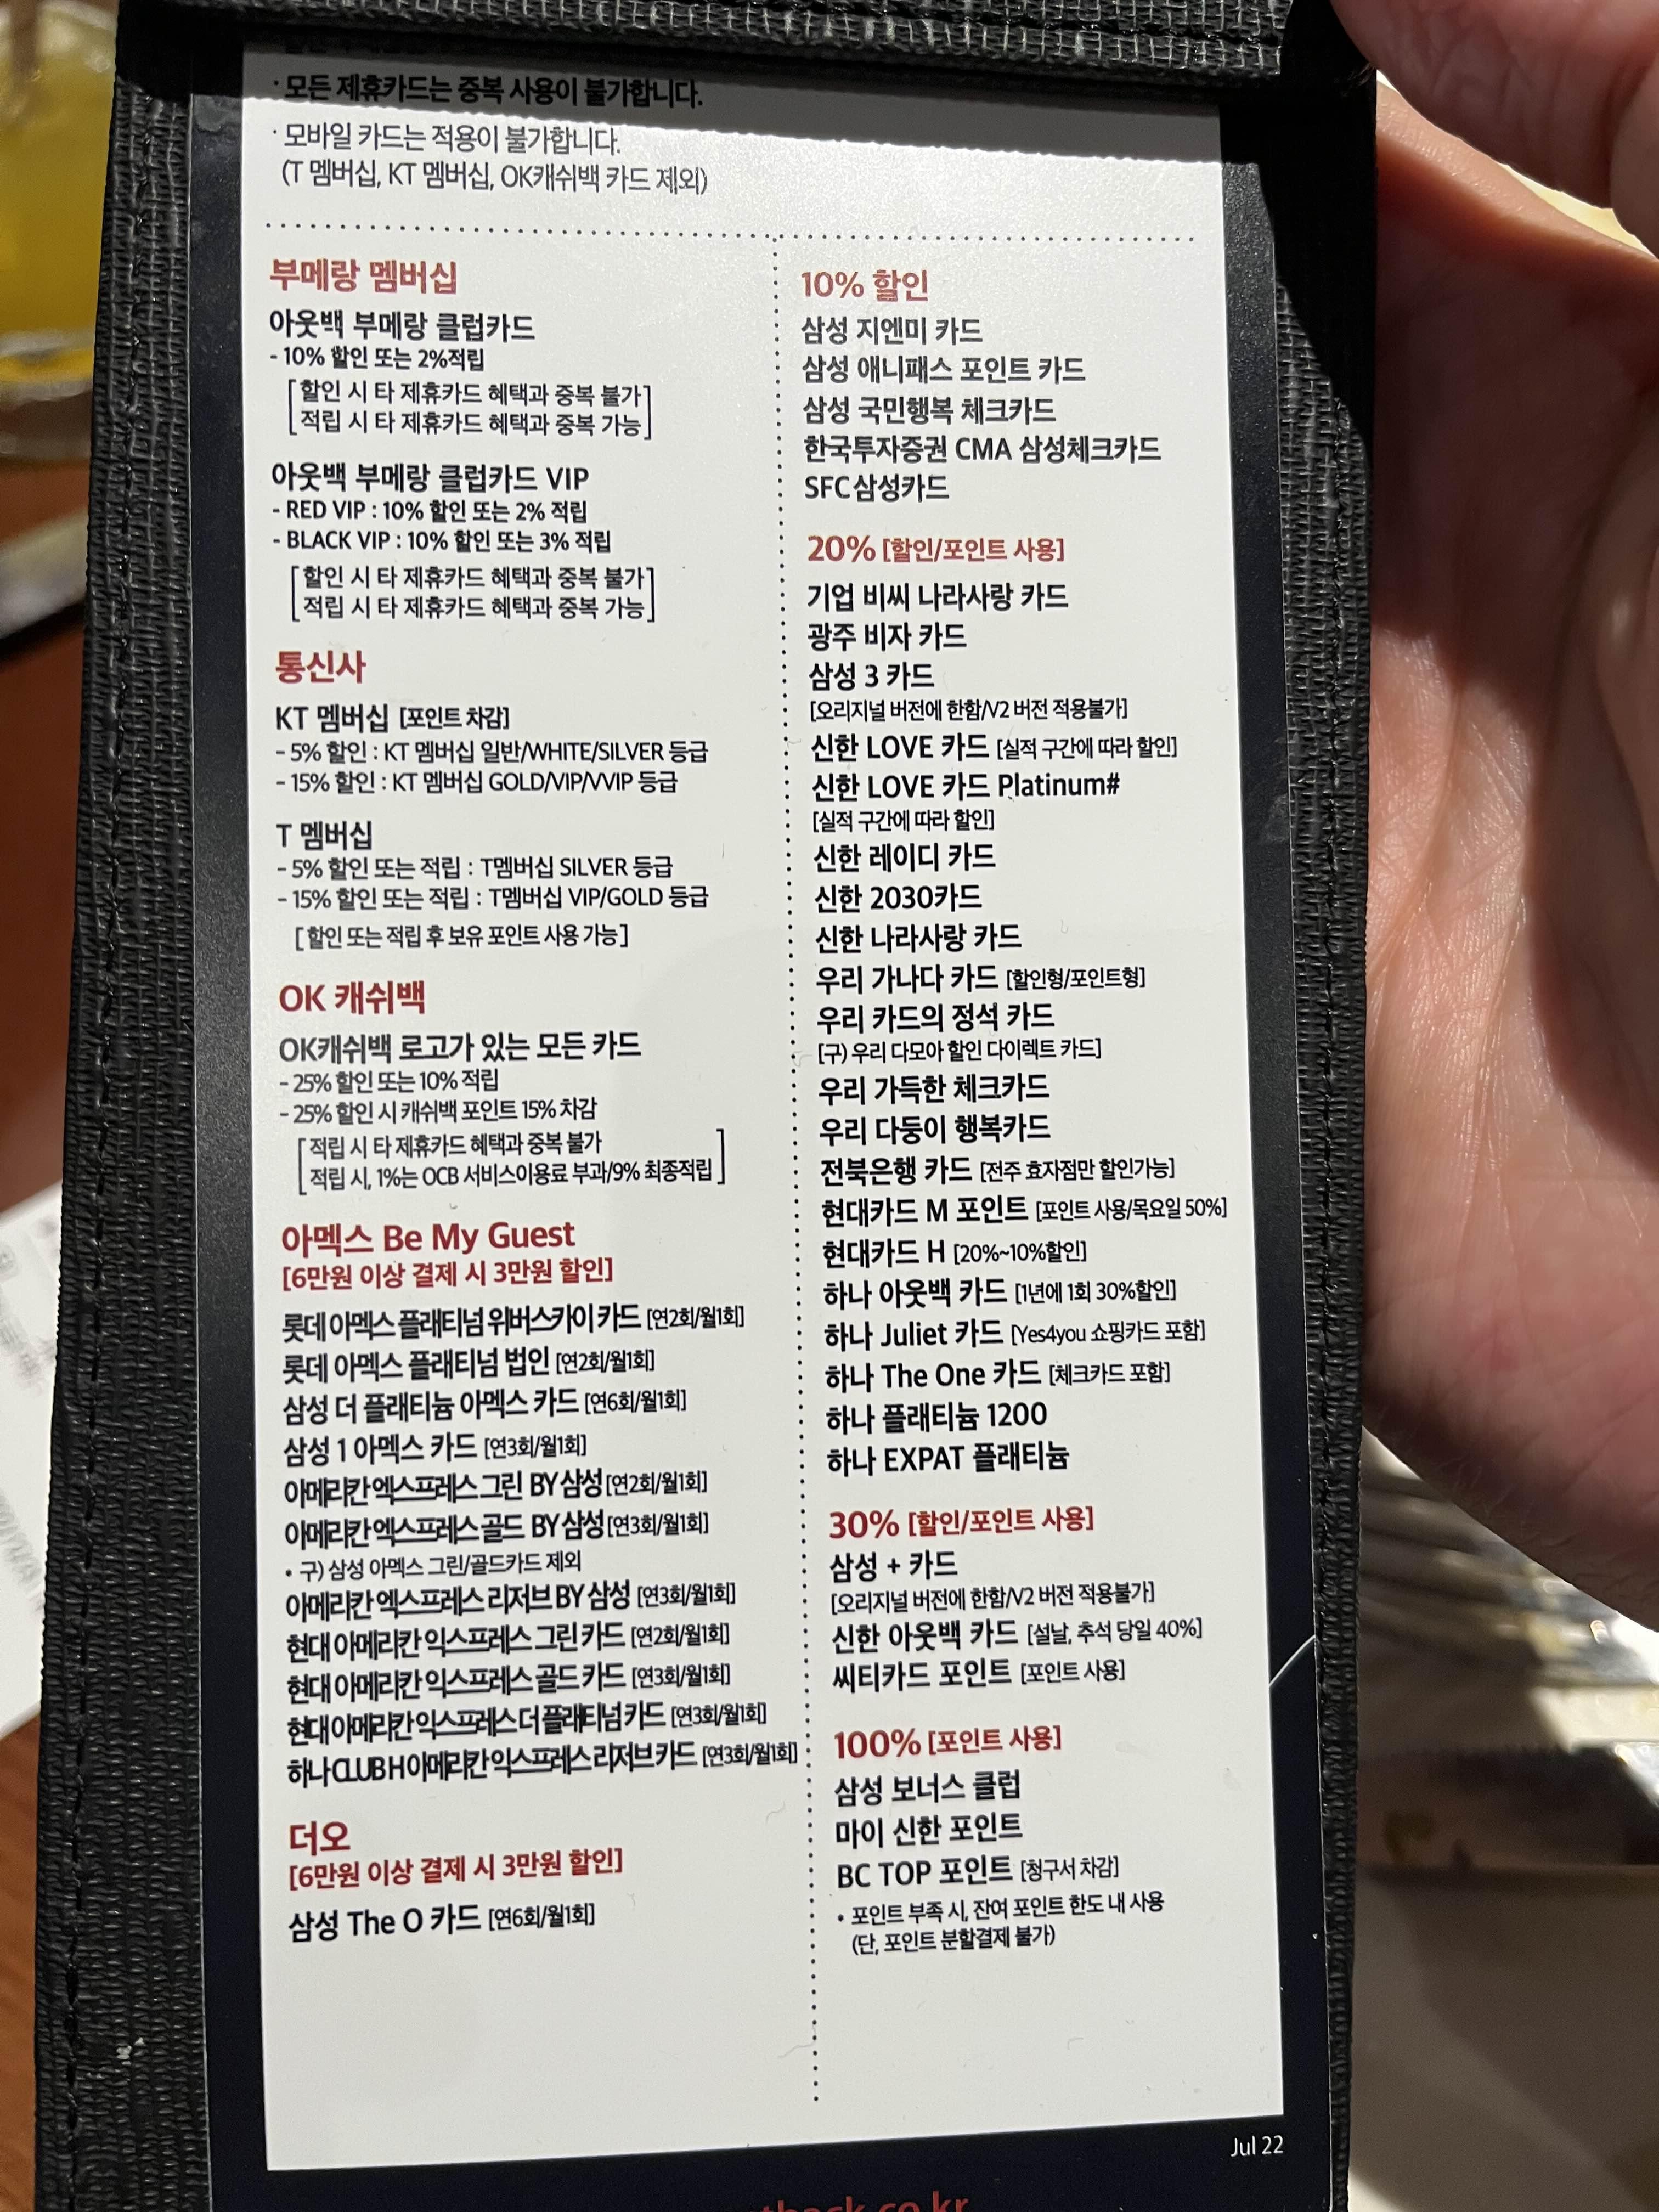 · 모든 제휴카드는 중복 사용이 불가합니다.
· 모바일 카드는 적용이 불가합니다.
(T 멤버십, KT 멤버십, OK캐쉬백 카드 제외)
부메랑 멤버십
아웃백 부메랑 클럽카드
- 10% 할인 또는 2%적립
[할인 시 타 제휴카드 혜택과 중복 불가
적립 시 타 제휴카드 혜택과 중복 가능]
아웃백 부메랑 클럽카드 VIP
- RED VIP : 10% 할인 또는 2% 적립
- BLACK VIP : 10% 할인 또는 3% 적립
[할인 시 타 제휴카드 혜택과 중복 불가
적립 시 타 제휴카드 혜택과 중복 가능]
통신사
KT 멤버십 [포인트 차감]
- 5% 할인 : KT 멤버십 일반/WHITE/SILVER 등급
- 15% 할인 : KT 멤버십 GOLD/VIP/VVIP 등급
T 멤버십
- 5% 할인 또는 적립 : T멤버십 SILVER 등급
- 15% 할인 또는 적립 : T멤버십 VIP/GOLD 등급
[할인 또는 적립 후 보유 포인트 사용 가능]
OK 캐쉬백
OK캐쉬백 로고가 있는 모든 카드
- 25% 할인 또는 10% 적립
- 25% 할인 시 캐쉬백 포인트 15% 차감
[적립 시 타 제휴카드 혜택과 중복 불가
적립 시, 1%는 OCB 서비스이용료 부과/9% 최종적립]
아멕스 Be My Guest
[6만원 이상 결제 시 3만원 할인]
롯데 아멕스 플래티넘 위버스카이 카드 [연2회/월1회]
롯데 아멕스 플래티넘 법인 [연2회/월1회]
삼성 더 플래티늄 아멕스 카드 [연6회/월1회]
삼성 1 아멕스 카드 [연3회/월1회]
아메리칸 엑스프레스 그린 BY 삼성 [연2회/월1회]
아메리칸 엑스프레스 골드 BY 삼성 [연3회/월1회]
• 구) 삼성 아멕스 그린/골드카드 제외
아메리칸 엑스프레스 리저브 BY 삼성 [연3회/월1회]
현대 아메리칸 익스프레스 그린 카드 [연2회/월1회]
현대 아메리칸 익스프레스 골드 카드 [연3회/월1회]
현대 아메리칸 익스프레스 더 플래티넘 카드 [연3회/월1회]
하나 CLUB H 아메리칸 익스프레스 리저브 카드 [연3회/월1회]
더오
[6만원 이상 결제 시 3만원 할인]
삼성 The O 카드 [연6회/월1회]
10% 할인
삼성 지엔미 카드
삼성 애니패스 포인트 카드
삼성 국민행복 체크카드
한국투자증권 CMA 삼성체크카드
SFC삼성카드
20% [할인/포인트 사용]
기업 비씨 나라사랑 카드
광주 비자 카드
삼성 3 카드
[오리지널 버전에 한함/V2 버전 적용불가]
신한 LOVE 카드 [실적 구간에 따라 할인]
신한 LOVE 카드 Platinum#
[실적 구간에 따라 할인]
신한 레이디 카드
신한 2030카드
신한 나라사랑 카드
우리 가나다 카드 [할인형/포인트형]
우리 카드의 정석 카드
[구) 우리 다모아 할인 다이렉트 카드]
우리 가득한 체크카드
우리 다둥이 행복카드
전북은행 카드 [전주 효자점만 할인가능]
현대카드 M 포인트 [포인트 사용/목요일 50%]
현대카드 H [20%~10%할인]
하나 아웃백 카드 [1년에 1회 30%할인]
하나 Juliet 카드 [Yes4you 쇼핑카드 포함]
하나 The One 카드 [체크카드 포함]
하나 플래티늄 1200
하나 EXPAT 플래티늄
30% [할인/포인트 사용]
삼성 + 카드
[오리지널 버전에 한함/V2 버전 적용불가]
신한 아웃백 카드 [설날, 추석 당일 40%]
씨티카드 포인트 [포인트 사용]
100% [포인트 사용]
삼성 보너스 클럽
마이 신한 포인트
BC TOP 포인트 [청구서 차감]
• 포인트 부족 시, 잔여 포인트 한도 내 사용
(단, 포인트 분할결제 불가)
Jul 22